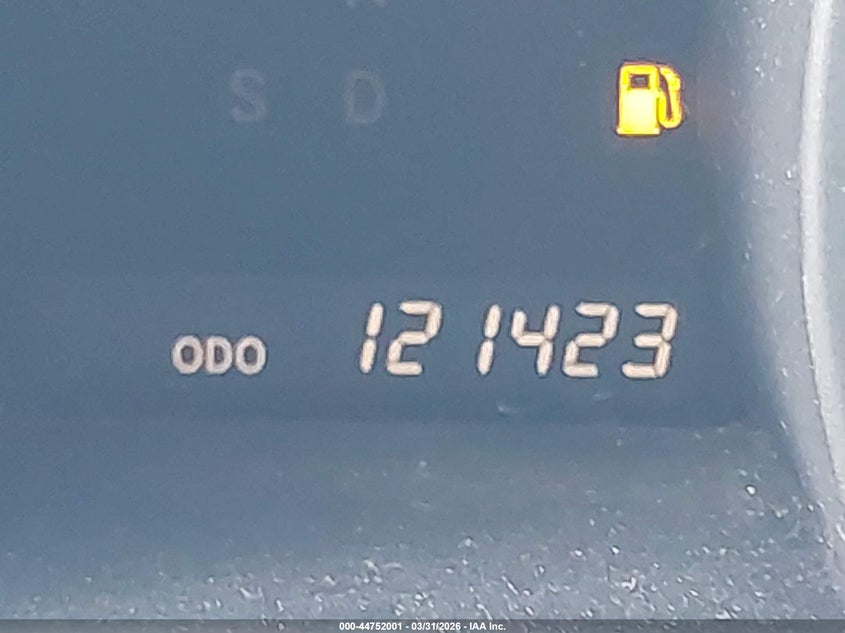 S D
ODO 121423
000-44752001 - 03/31/2026 - IAA Inc.